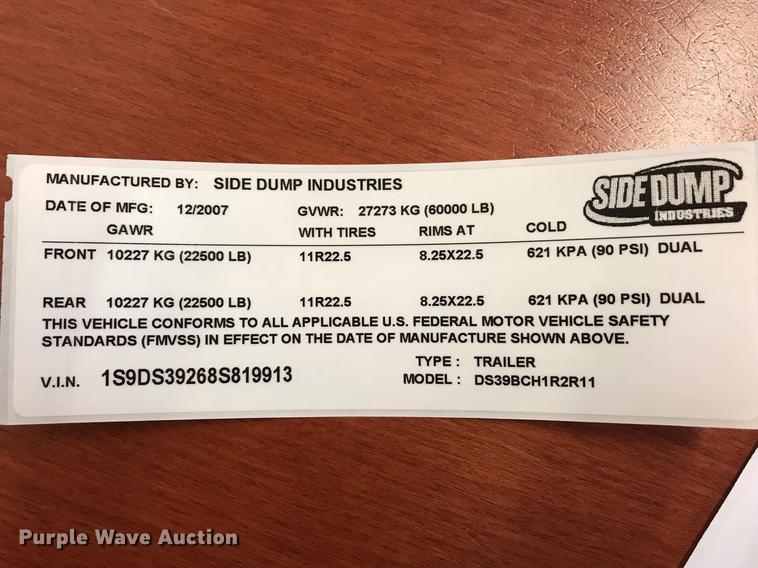 MANUFACTURED BY: SIDE DUMP INDUSTRIES
SIDE DUMP
INDUSTRIES
DATE OF MFG: 12/2007 GVWR: 27273 KG (60000 LB)
GAWR WITH TIRES RIMS AT COLD
FRONT 10227 KG (22500 LB) 11R22.5 8.25X22.5 621 KPA (90 PSI) DUAL
REAR 10227 KG (22500 LB) 11R22.5 8.25X22.5 621 KPA (90 PSI) DUAL
THIS VEHICLE CONFORMS TO ALL APPLICABLE U.S. FEDERAL MOTOR VEHICLE SAFETY
STANDARDS (FMVSS) IN EFFECT ON THE DATE OF MANUFACTURE SHOWN ABOVE.
TYPE : TRAILER
V.I.N. 1S9DS39268S819913 MODEL : DS39BCH1R2R11
Purple Wave Auction